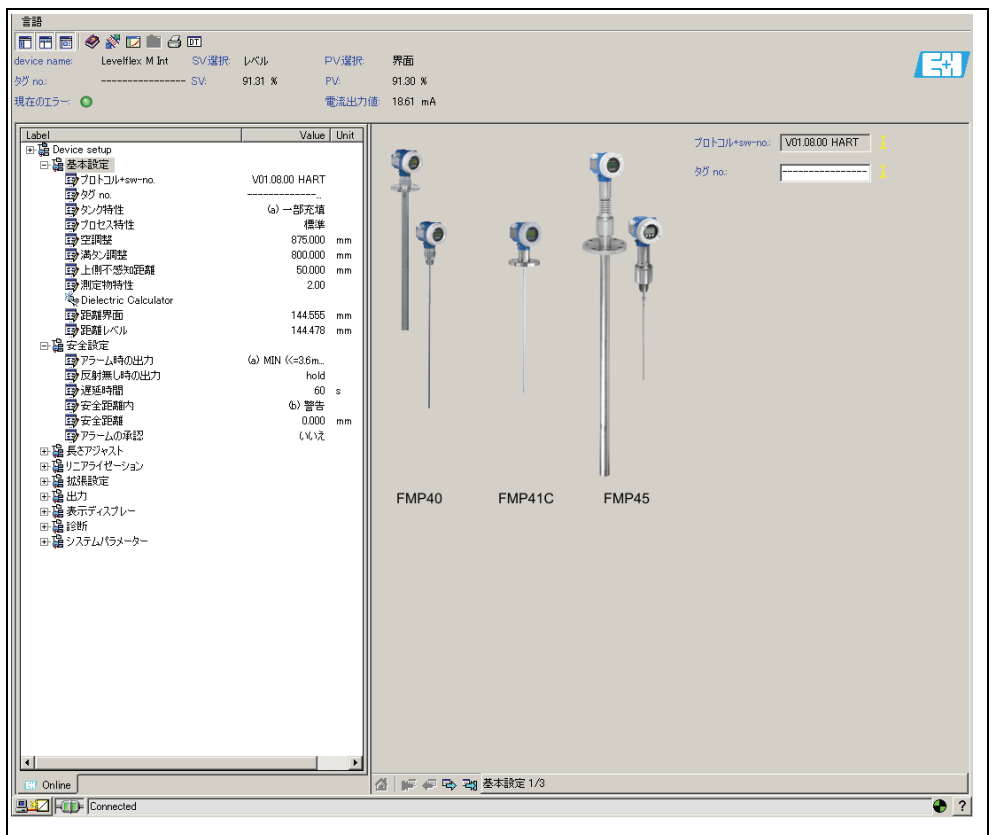 言語
DT
device name: Levelflex M Int SV選択: レベル PV選択: 界面
タグ no.: ---------------- SV: 91.31 % PV: 91.30 %
現在のエラー: 電流出力値: 18.61 mA
E+H
Label Value Unit
Device setup
基本設定
プロトコル+sw-no. V01.08.00 HART
タグ no. -------------...
タンク特性 (a) 一部充填
プロセス特性 標準
空調整 875.000 mm
満タン調整 800.000 mm
上側不感知距離 50.000 mm
測定物特性 2.00
Dielectric Calculator
距離界面 144.555 mm
距離レベル 144.478 mm
安全設定
アラーム時の出力 (a) MIN (<=3.6m...
反射無し時の出力 hold
遅延時間 60 s
安全距離内 (b) 警告
安全距離 0.000 mm
アラームの承認 いいえ
長さアジャスト
リニアライゼーション
拡張設定
出力
表示ディスプレー
診断
システムパラメーター
プロトコル+sw-no.: V01.08.00 HART
タグ no.: ----------------
FMP40 FMP41C FMP45
Online
基本設定 1/3
Connected
?